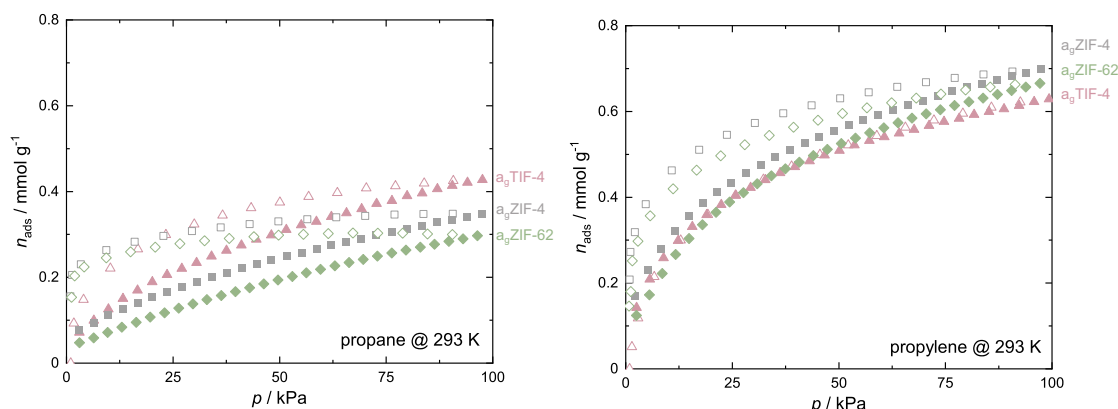 0.8
0.6
0.4
0.2
0
0
25
50
75
100
n_ads / mmol g⁻¹
p / kPa
a_gTIF-4
a_gZIF-4
a_gZIF-62
propane @ 293 K
0.8
0.6
0.4
0.2
0
0
25
50
75
100
n_ads / mmol g⁻¹
p / kPa
a_gZIF-4
a_gZIF-62
a_gTIF-4
propylene @ 293 K